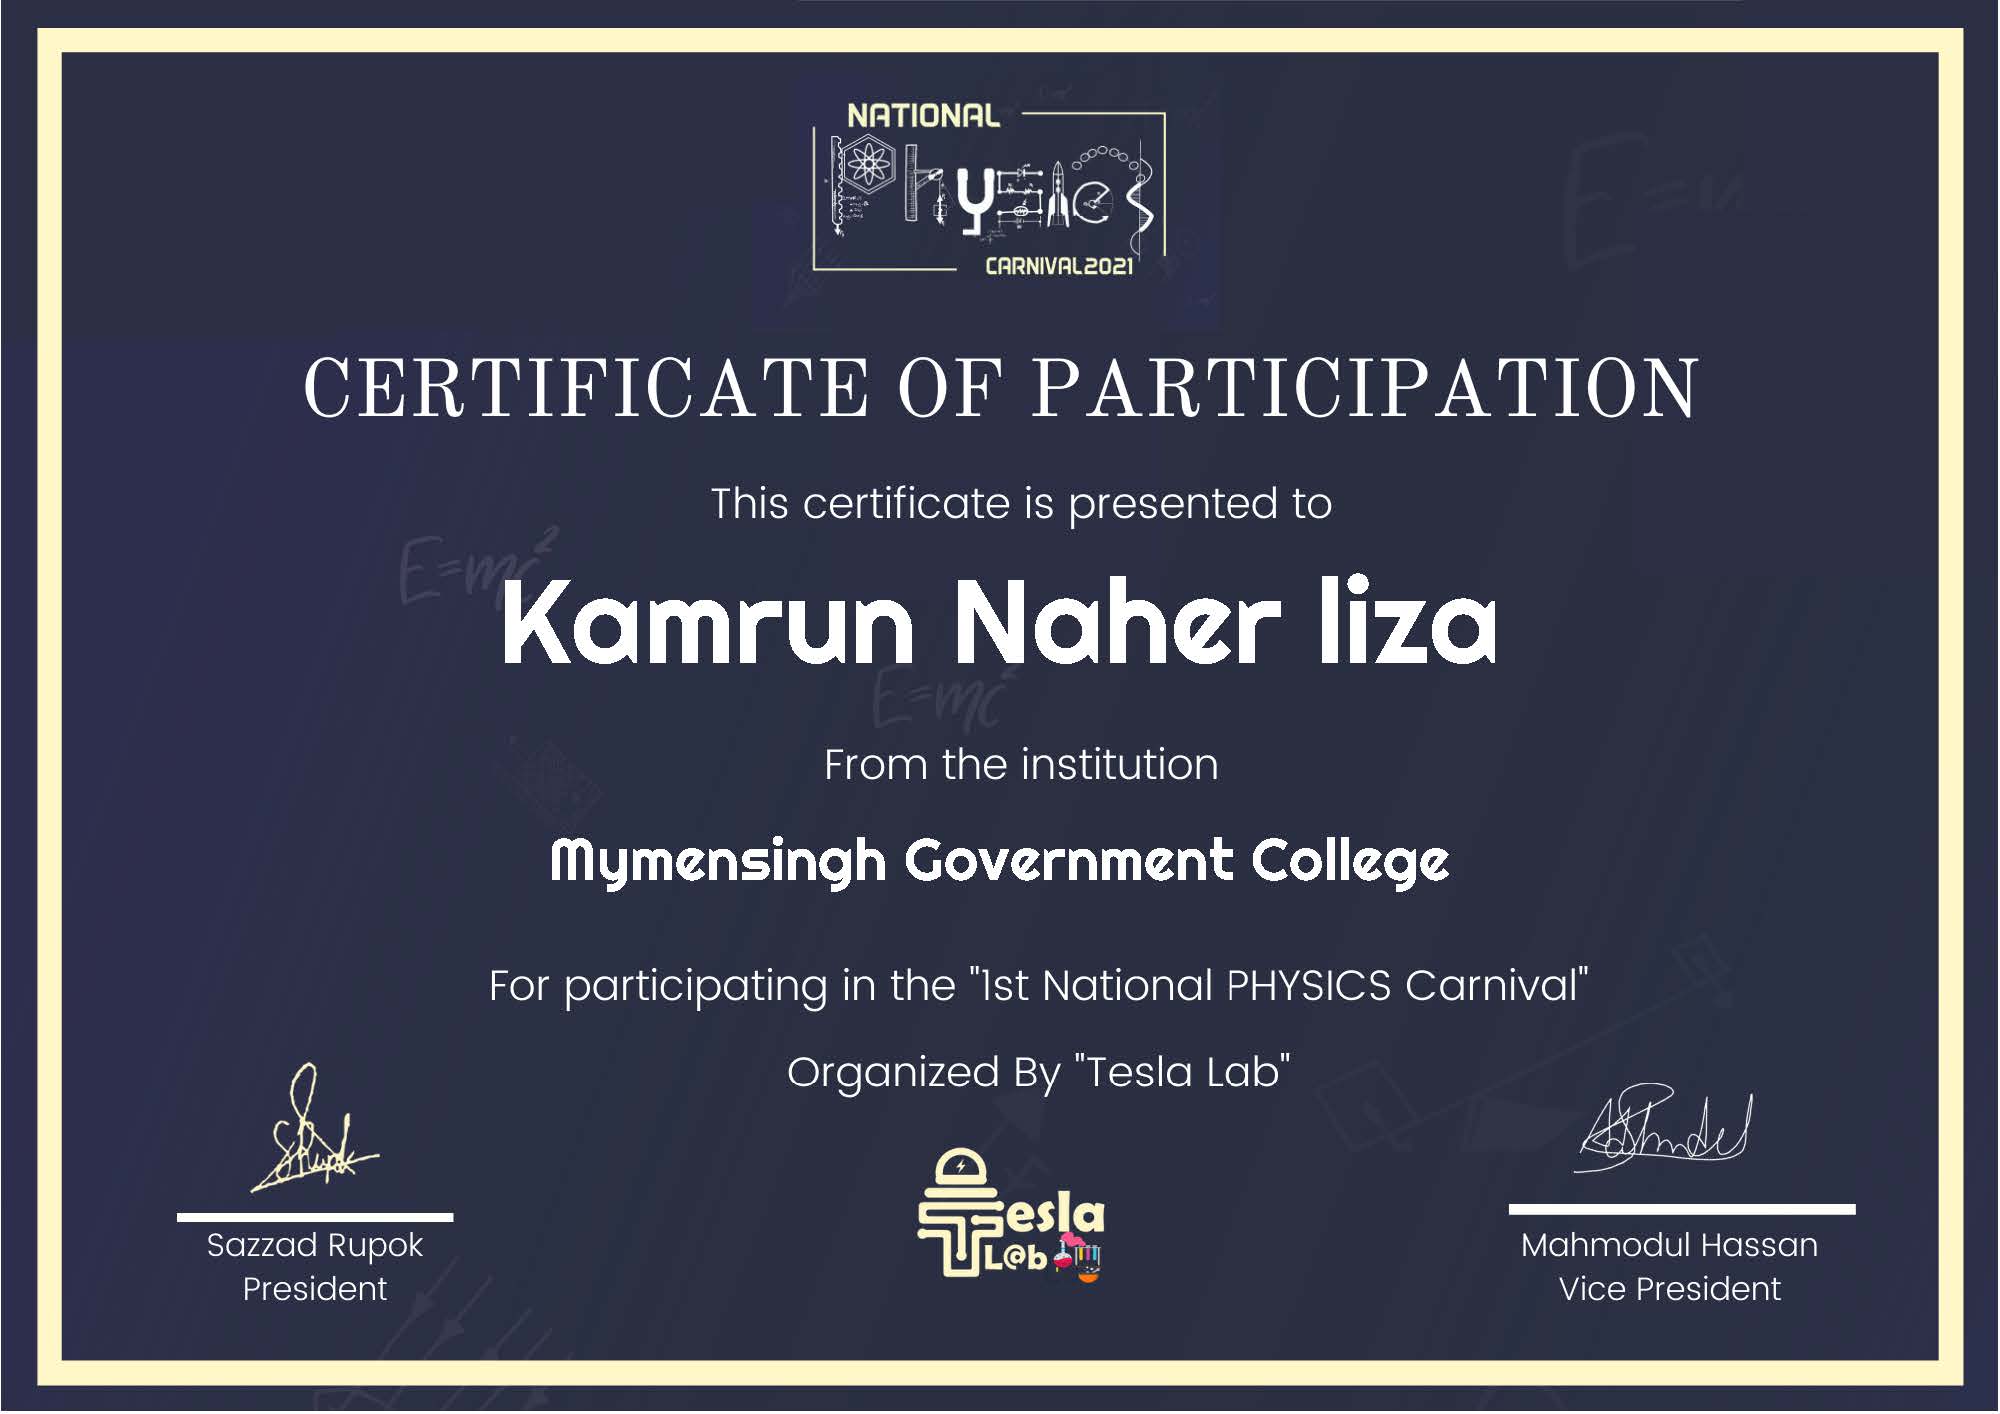 NATIONAL
Physics
CARNIVAL2021
CERTIFICATE OF PARTICIPATION
This certificate is presented to
E=mc²
Kamrun Naher liza
E=mc²
From the institution
Mymensingh Government College
For participating in the "1st National PHYSICS Carnival"
Organized By "Tesla Lab"
Tesla
L@b
Sazzad Rupok
President
Mahmodul Hassan
Vice President